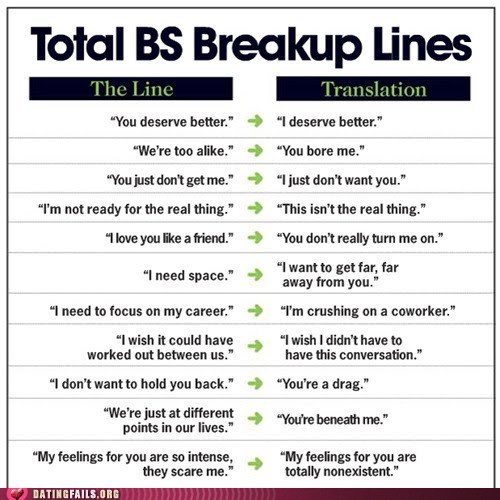 Total BS Breakup Lines
The Line
Translation
“You deserve better.” ➔ “I deserve better.”
“We're too alike.” ➔ “You bore me.”
“You just don't get me.” ➔ “I just don't want you.”
“I'm not ready for the real thing.” ➔ “This isn't the real thing.”
“I love you like a friend.” ➔ “You don't really turn me on.”
“I need space.” ➔ “I want to get far, far
away from you.”
“I need to focus on my career.” ➔ “I'm crushing on a coworker.”
“I wish it could have
worked out between us.” ➔ “I wish I didn't have to
have this conversation.”
“I don't want to hold you back.” ➔ “You're a drag.”
“We're just at different
points in our lives.” ➔ “You're beneath me.”
“My feelings for you are so intense,
they scare me.” ➔ “My feelings for you are
totally nonexistent.”
DATINGFAILS.ORG